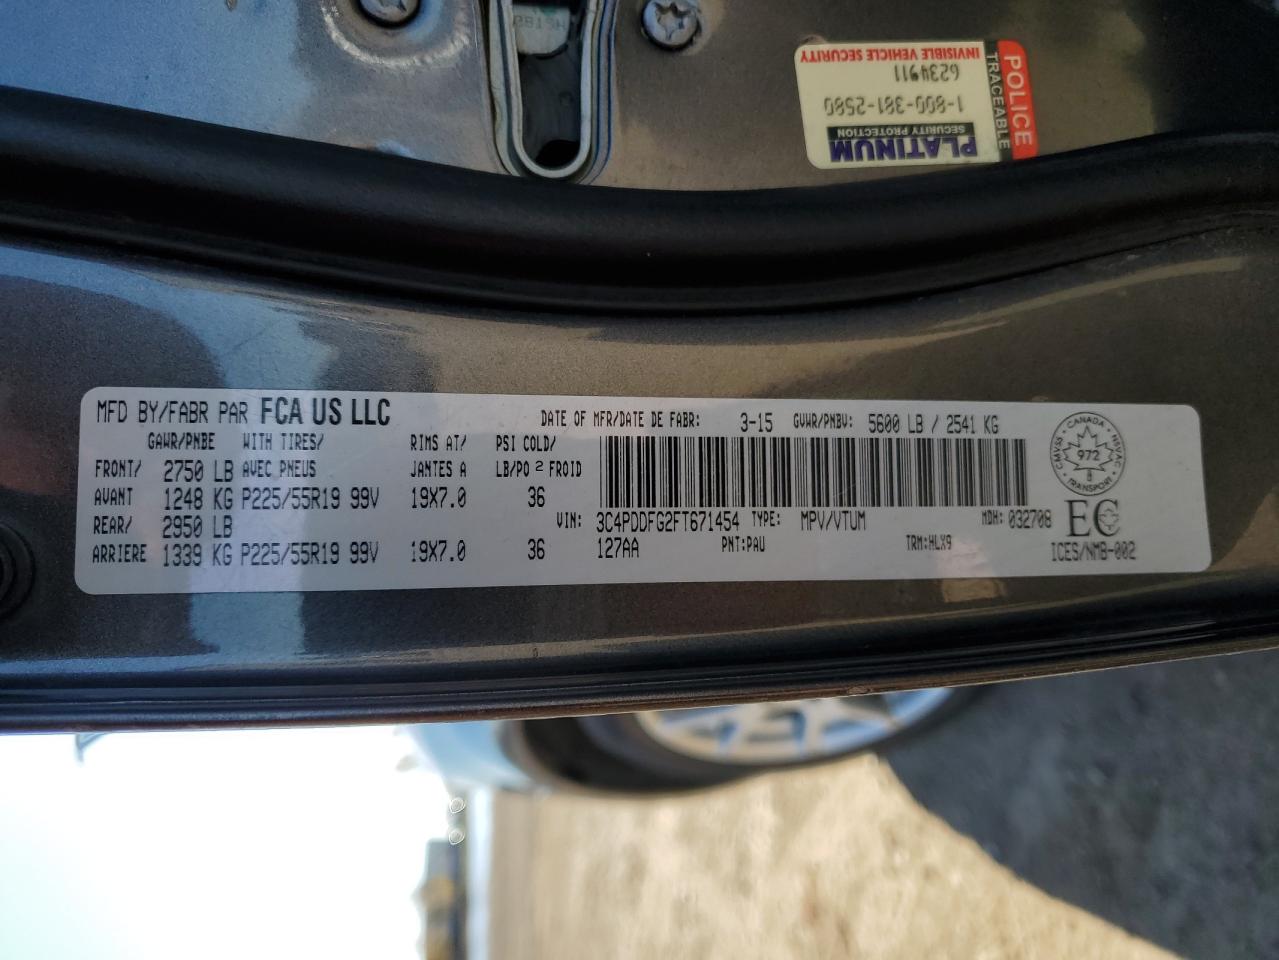 POLICE
TRACEABLE
PLATINUM
SECURITY PROTECTION
1-800-381-2580
6234911
INVISIBLE VEHICLE SECURITY
MFD BY/FABR PAR FCA US LLC DATE OF MFR/DATE DE FABR: 3-15 GVWR/PNBV: 5600 LB / 2541 KG
GAWR/PNBE WITH TIRES/ RIMS AT/ PSI COLD/
FRONT/ 2750 LB AVEC PNEUS JANTES A LB/PO 2 FROID
AVANT 1248 KG P225/55R19 99V 19X7.0 36
REAR/ 2950 LB VIN: 3C4PDDFG2FT671454 TYPE: MPV/VTUM MDH: 032708
ARRIERE 1339 KG P225/55R19 99V 19X7.0 36 127AA PNT:PAU TRM:HLX9 ICES/NMB-002
CANADA
CMVSS NSVAC
972
8
TRANSPORT
EC